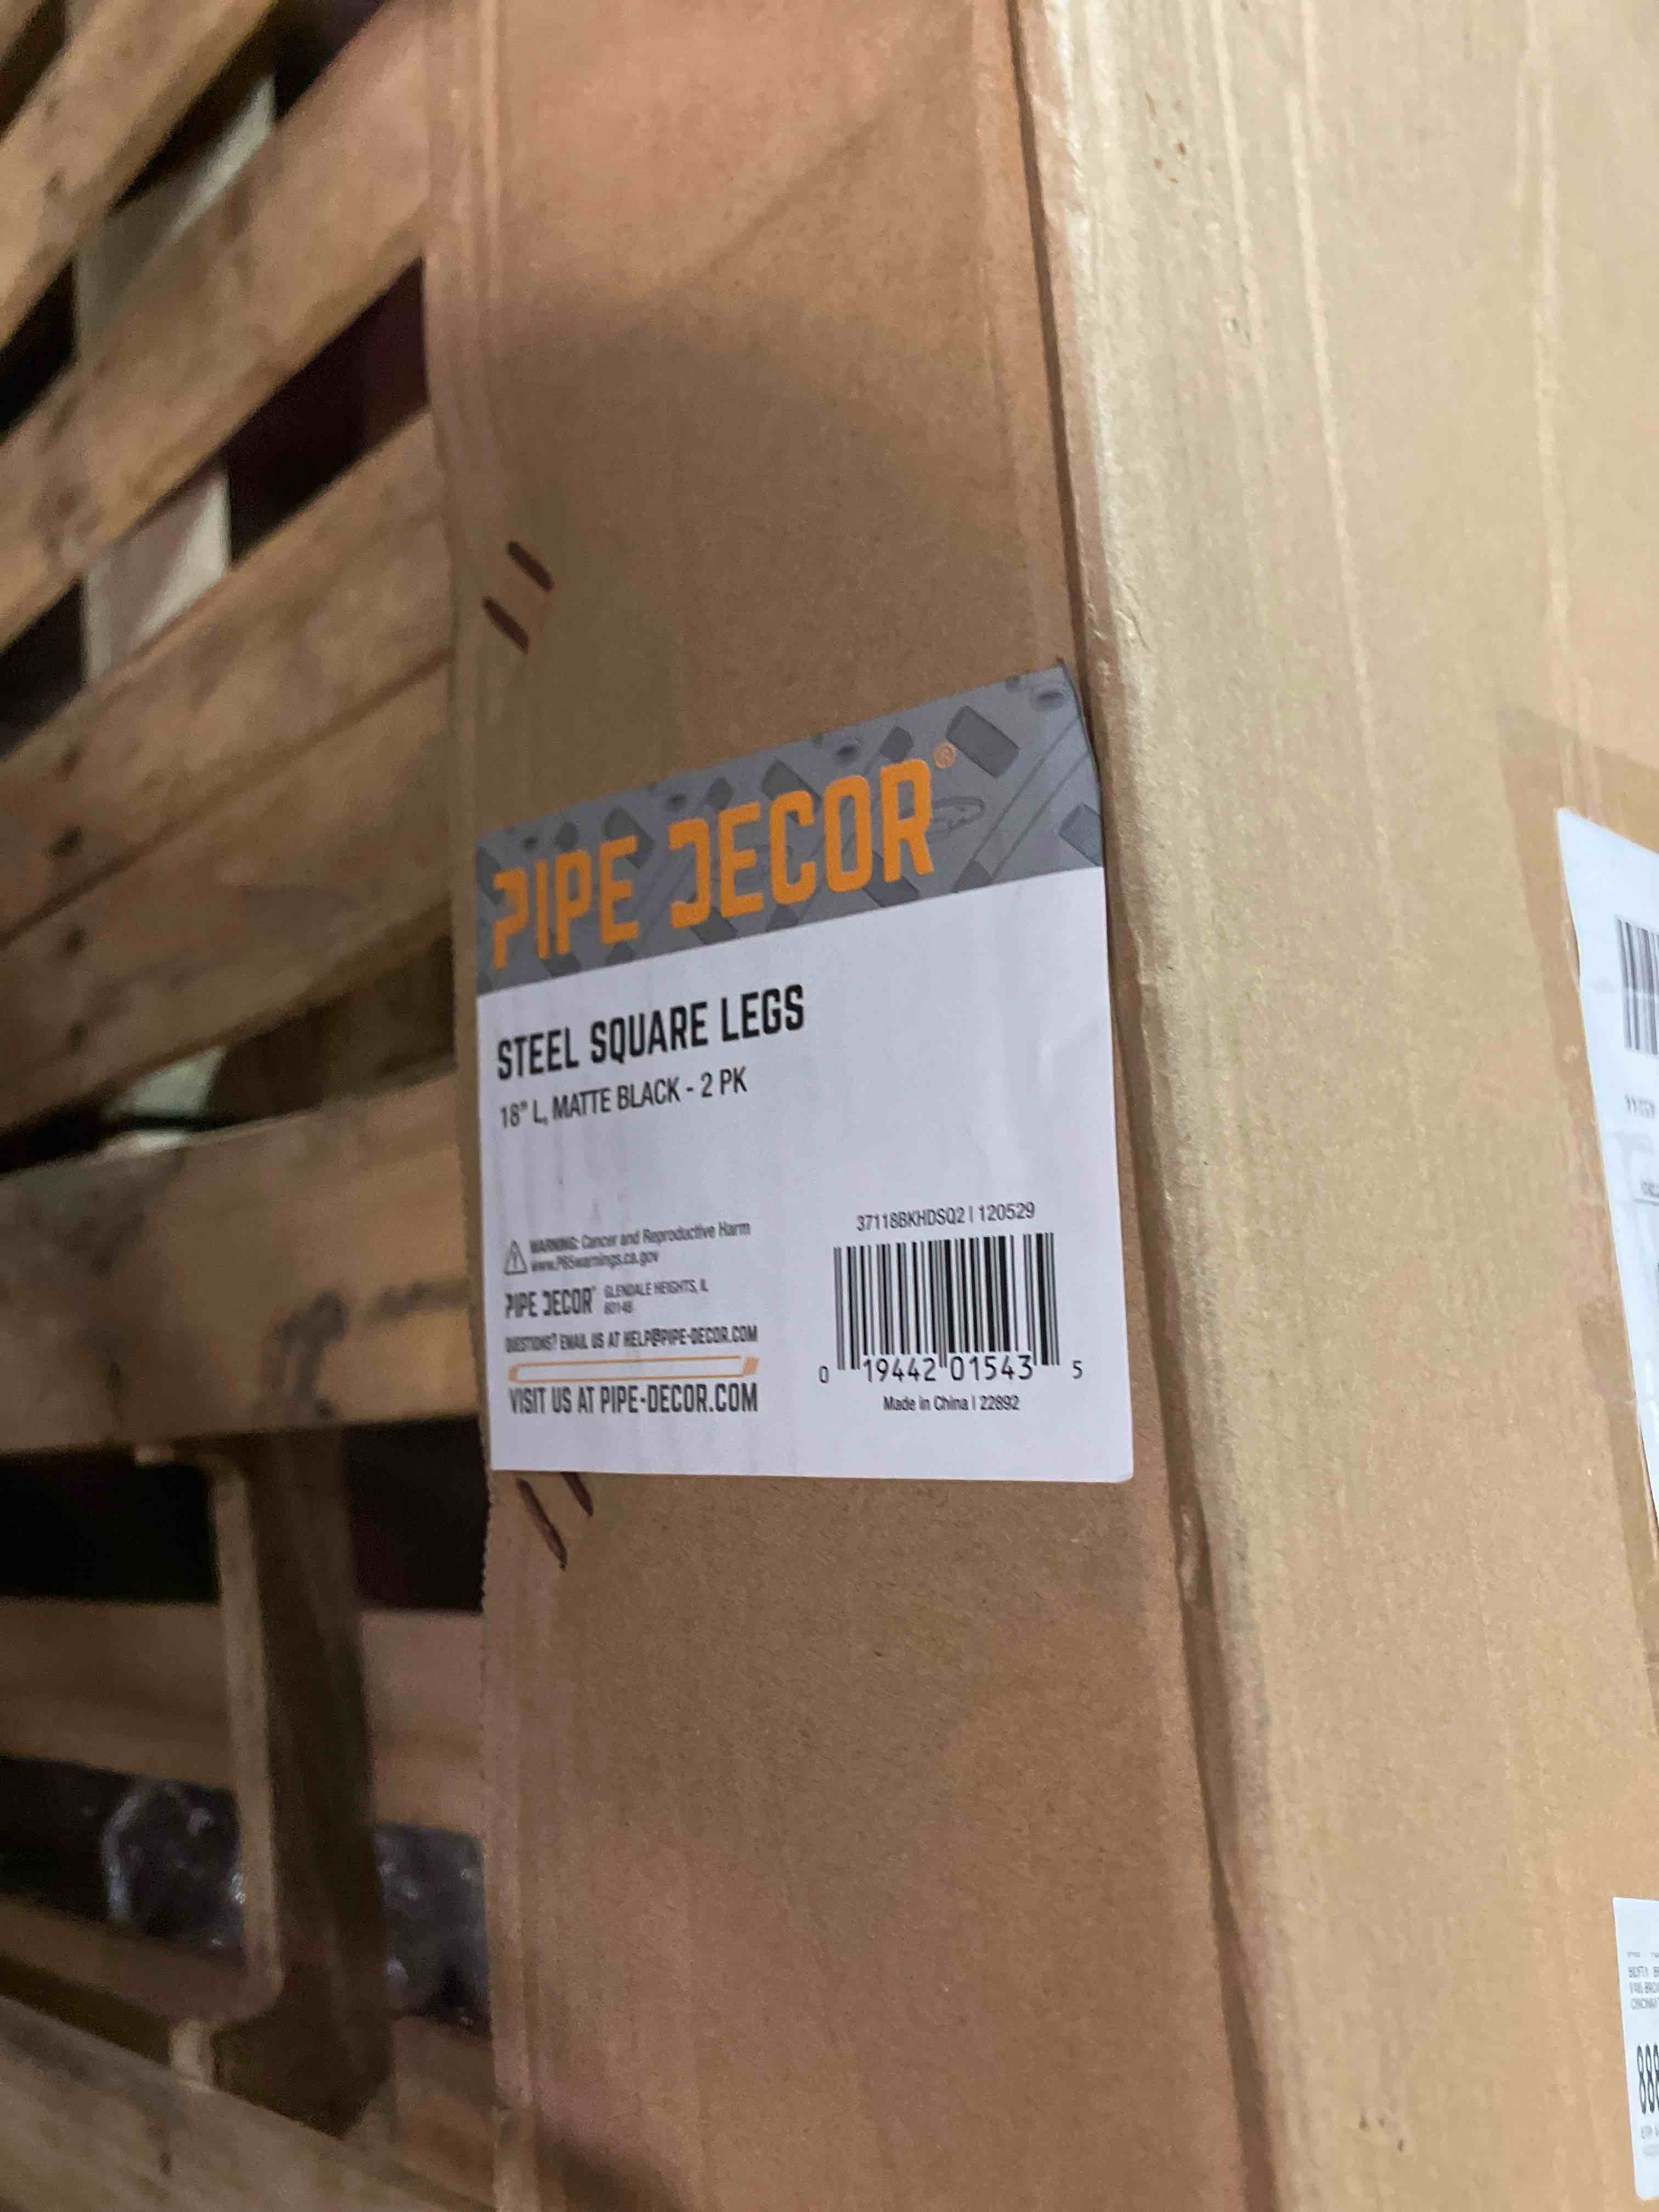 PIPE DECOR®
STEEL SQUARE LEGS
18" L, MATTE BLACK - 2 PK
WARNING: Cancer and Reproductive Harm
www.P65warnings.ca.gov
PIPE DECOR® GLENDALE HEIGHTS, IL
60148
QUESTIONS? EMAIL US AT HELP@PIPE-DECOR.COM
VISIT US AT PIPE-DECOR.COM
37118BKHDSQ2 | 120529
0 19442 01543 5
Made in China | 22892